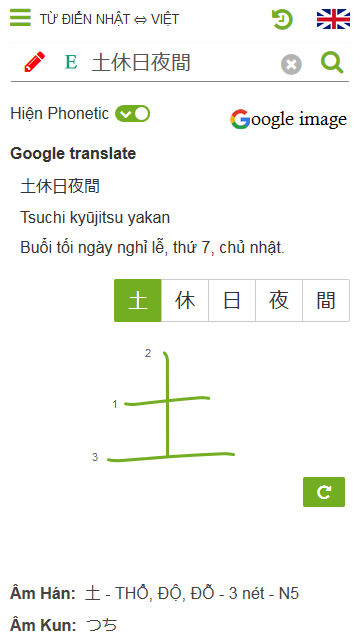 TỪ ĐIỂN NHẬT ⇔ VIỆT
E 土休日夜間
Hiện Phonetic
Google image
Google translate
土休日夜間
Tsuchi kyūjitsu yakan
Buổi tối ngày nghỉ lễ, thứ 7, chủ nhật.
土 休 日 夜 間
2
1
3
土
Âm Hán: 土 - THỔ, ĐỘ, ĐỖ - 3 nét - N5
Âm Kun: つち